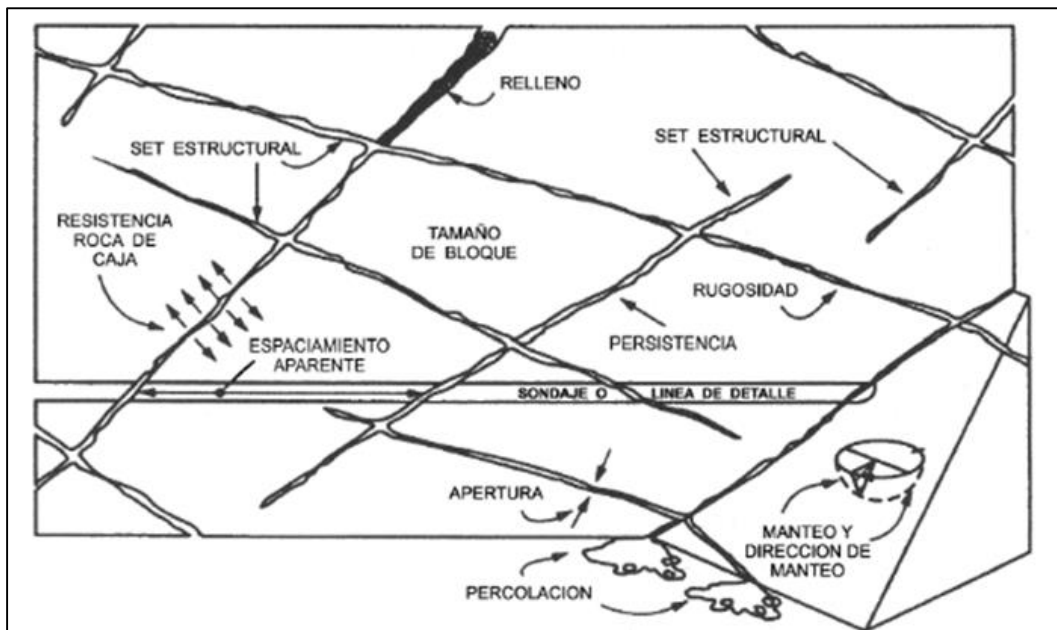 RELLENO
SET ESTRUCTURAL
SET
ESTRUCTURAL
RESISTENCIA
ROCA DE
CAJA
TAMAÑO
DE BLOQUE
RUGOSIDAD
ESPACIAMIENTO
APARENTE
PERSISTENCIA
SONDAJE O LINEA DE DETALLE
APERTURA
MANTEO Y
DIRECCION DE
MANTEO
PERCOLACION